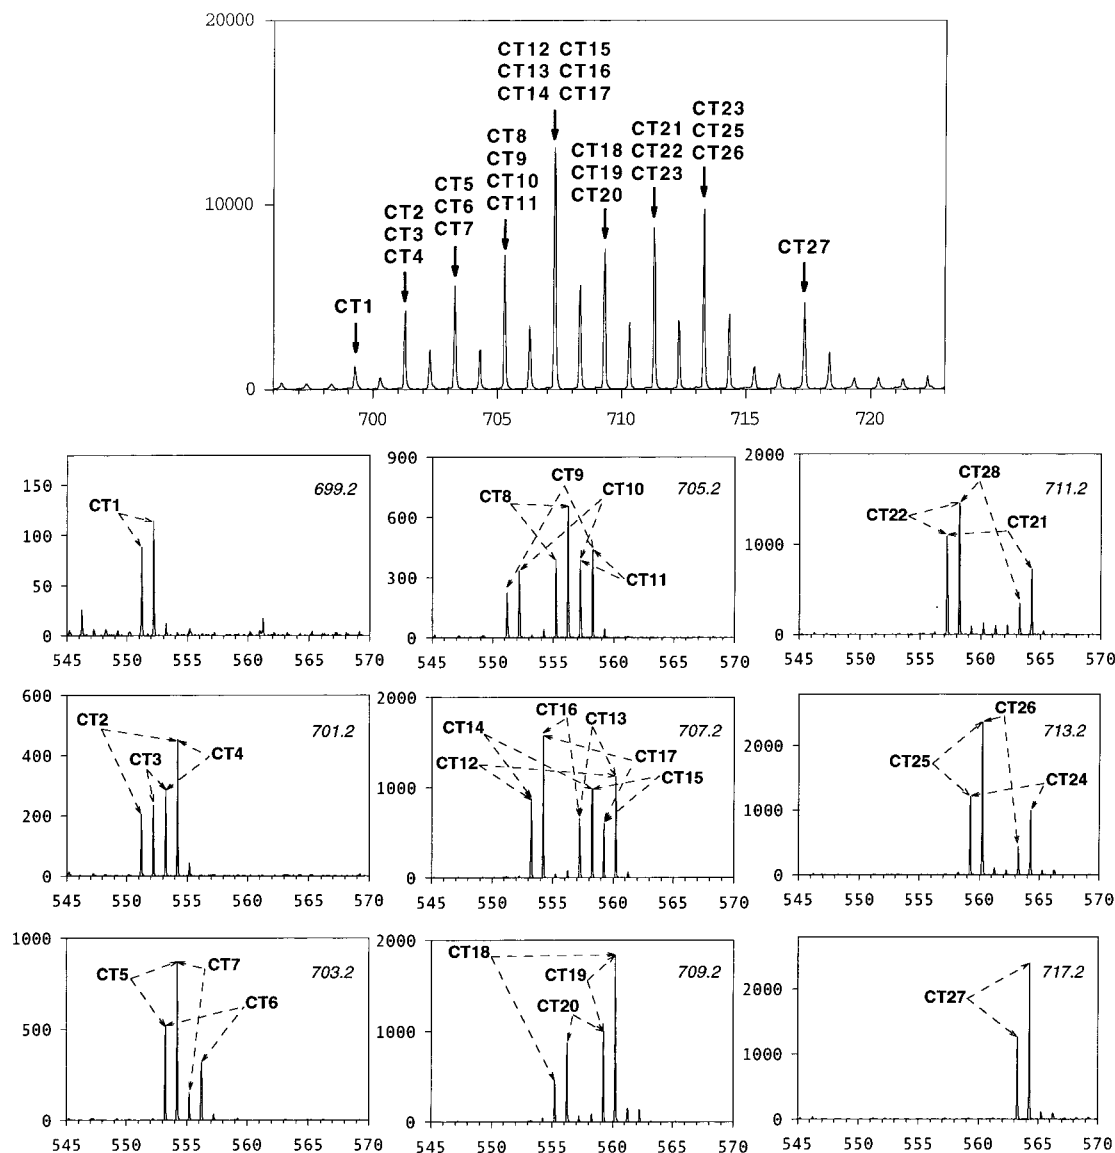 20000
CT12 CT15
CT13 CT16
CT14 CT17
CT8
CT9
CT10
CT11
CT21
CT22
CT23
CT23
CT25
CT26
CT18
CT19
CT20
CT5
CT6
CT7
10000
CT2
CT3
CT4
CT27
CT1
0
700 705 710 715 720
150
699.2
CT1
100
50
0
545 550 555 560 565 570
900
705.2
CT9
CT8
CT10
600
CT11
300
0
545 550 555 560 565 570
2000
711.2
CT28
CT22
CT21
1000
0
545 550 555 560 565 570
600
701.2
CT2
CT3
CT4
400
200
0
545 550 555 560 565 570
2000
707.2
CT16
CT13
CT14
CT17
CT12
CT15
1000
0
545 550 555 560 565 570
713.2
CT26
2000
CT25
CT24
1000
0
545 550 555 560 565 570
1000
703.2
CT5
CT7
CT6
500
0
545 550 555 560 565 570
2000
709.2
CT18
CT19
CT20
1000
0
545 550 555 560 565 570
717.2
2000
CT27
1000
0
545 550 555 560 565 570